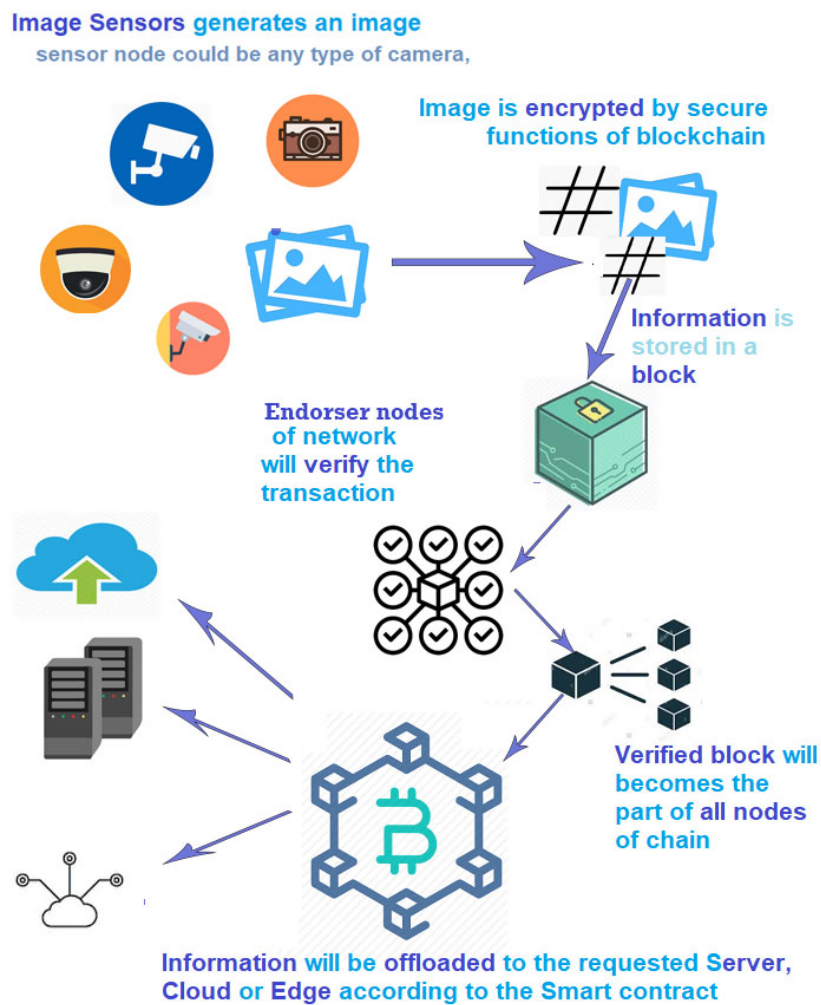 Image Sensors generates an image
sensor node could be any type of camera,
Image is encrypted by secure
functions of blockchain
Information is
stored in a
block
Endorser nodes
of network
will verify the
transaction
Verified block will
becomes the
part of all nodes
of chain
Information will be offloaded to the requested Server,
Cloud or Edge according to the Smart contract